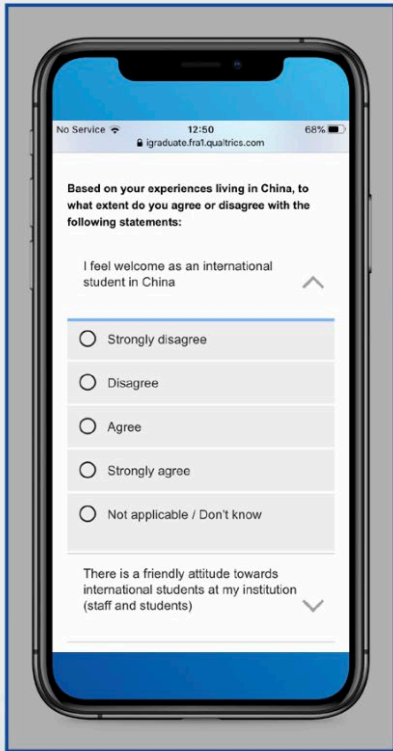 No Service 12:50 68%
igraduate.fra1.qualtrics.com
Based on your experiences living in China, to
what extent do you agree or disagree with the
following statements:
I feel welcome as an international
student in China
Strongly disagree
Disagree
Agree
Strongly agree
Not applicable / Don't know
There is a friendly attitude towards
international students at my institution
(staff and students)